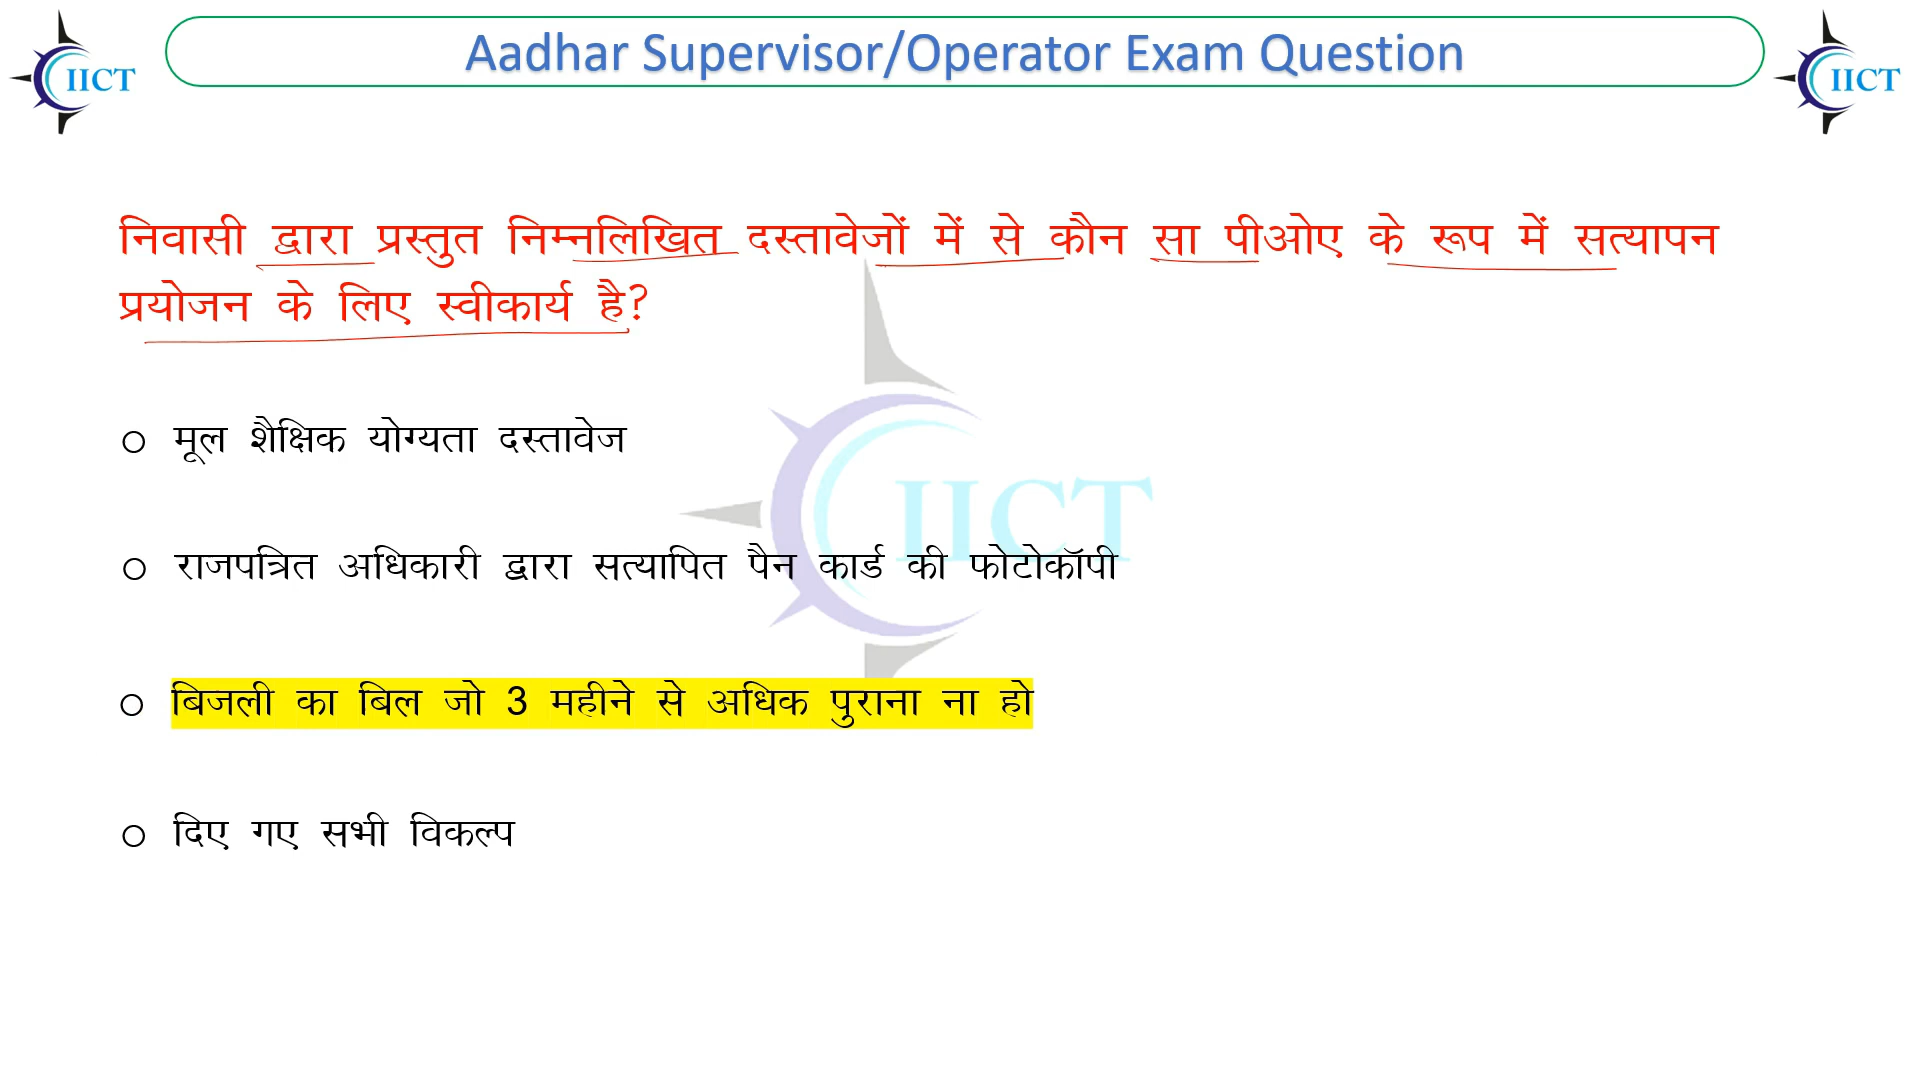 IICT
Aadhar Supervisor/Operator Exam Question
IICT
निवासी द्वारा प्रस्तुत निम्नलिखित दस्तावेजों में से कौन सा पीओए के रूप में सत्यापन
प्रयोजन के लिए स्वीकार्य है?
○ मूल शैक्षिक योग्यता दस्तावेज
IICT
○ राजपत्रित अधिकारी द्वारा सत्यापित पैन कार्ड की फोटोकॉपी
○ बिजली का बिल जो 3 महीने से अधिक पुराना ना हो
○ दिए गए सभी विकल्प